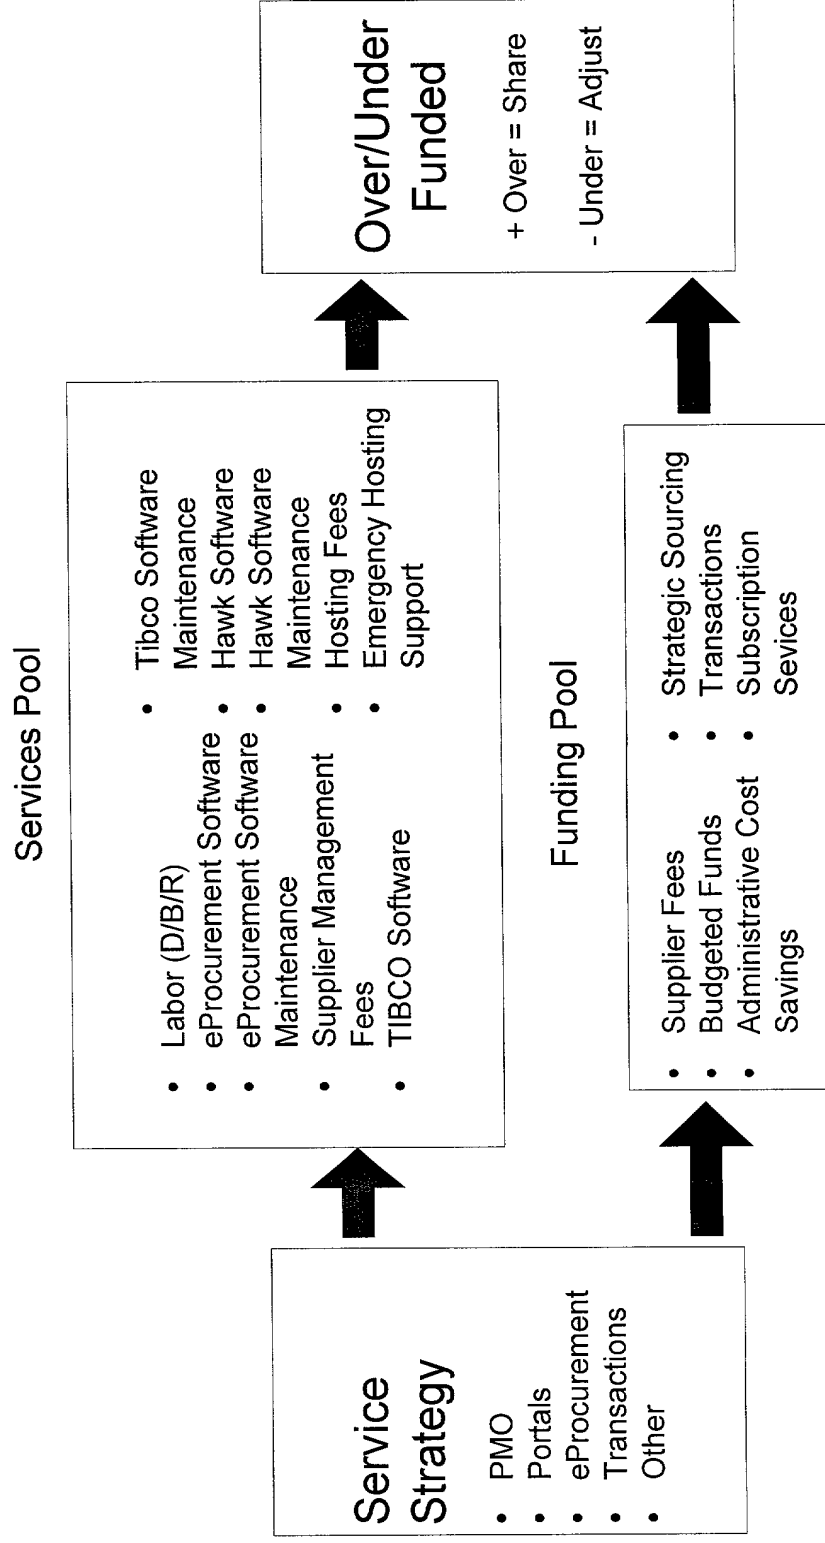 Service
Strategy
• PMO
• Portals
• eProcurement
• Transactions
• Other
Services Pool
• Labor (D/B/R)
• eProcurement Software
• eProcurement Software
Maintenance
• Supplier Management
Fees
• TIBCO Software
• Tibco Software
Maintenance
• Hawk Software
• Hawk Software
Maintenance
• Hosting Fees
• Emergency Hosting
Support
Funding Pool
• Supplier Fees
• Budgeted Funds
• Administrative Cost
Savings
• Strategic Sourcing
• Transactions
• Subscription
Sevices
Over/Under
Funded
+ Over = Share
- Under = Adjust